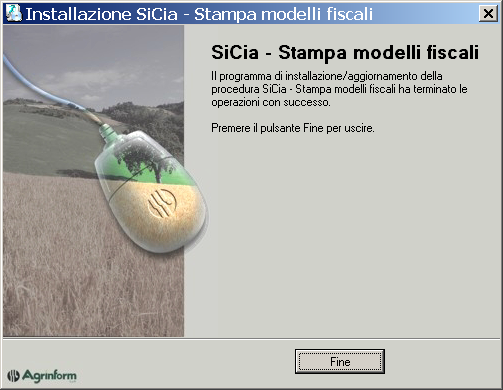 Installazione SiCia - Stampa modelli fiscali
SiCia - Stampa modelli fiscali
Il programma di installazione/aggiornamento della
procedura SiCia - Stampa modelli fiscali ha terminato le
operazioni con successo.
Premere il pulsante Fine per uscire.
Fine
Agrinform